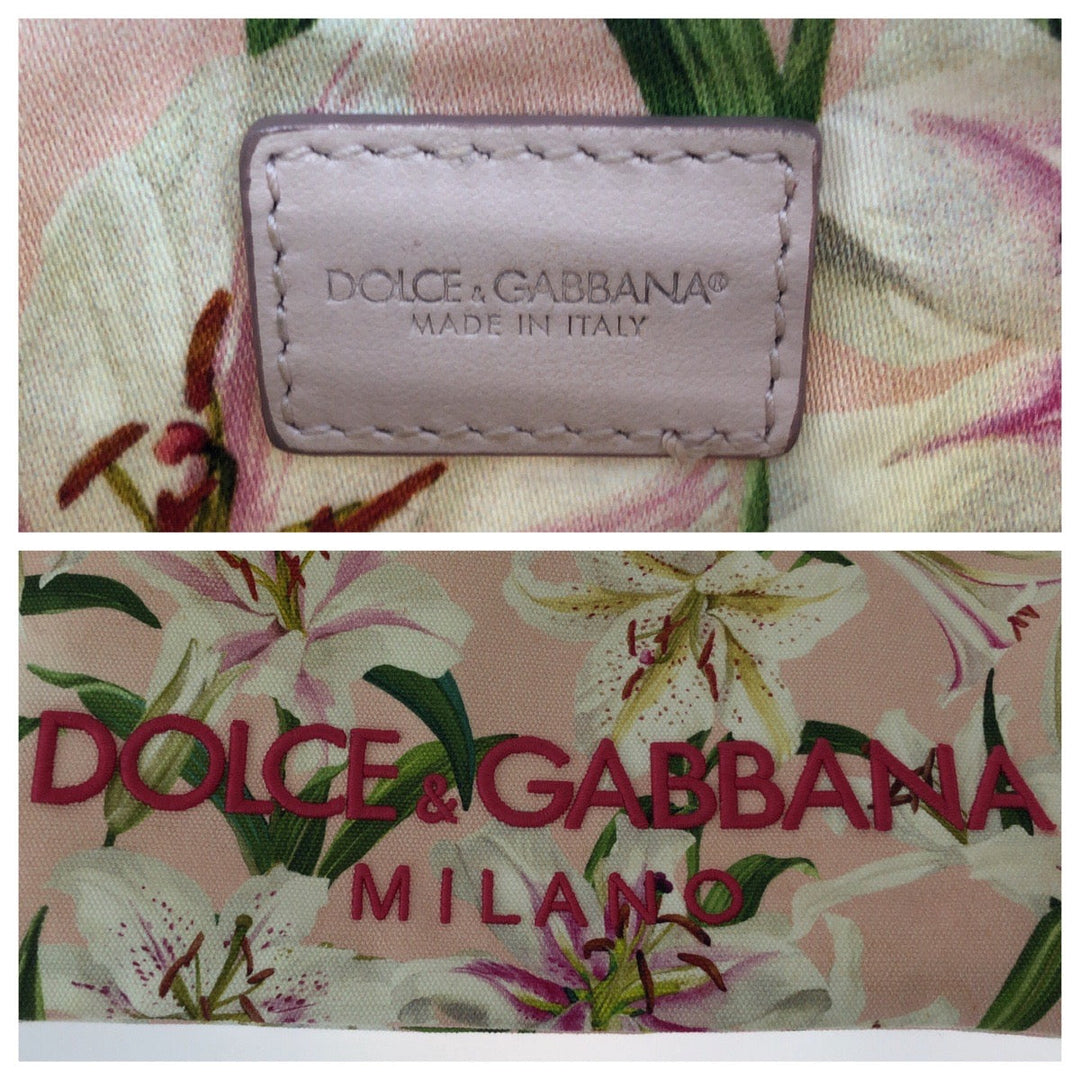 DOLCE & GABBANA®
MADE IN ITALY
DOLCE & GABBANA
MILANO